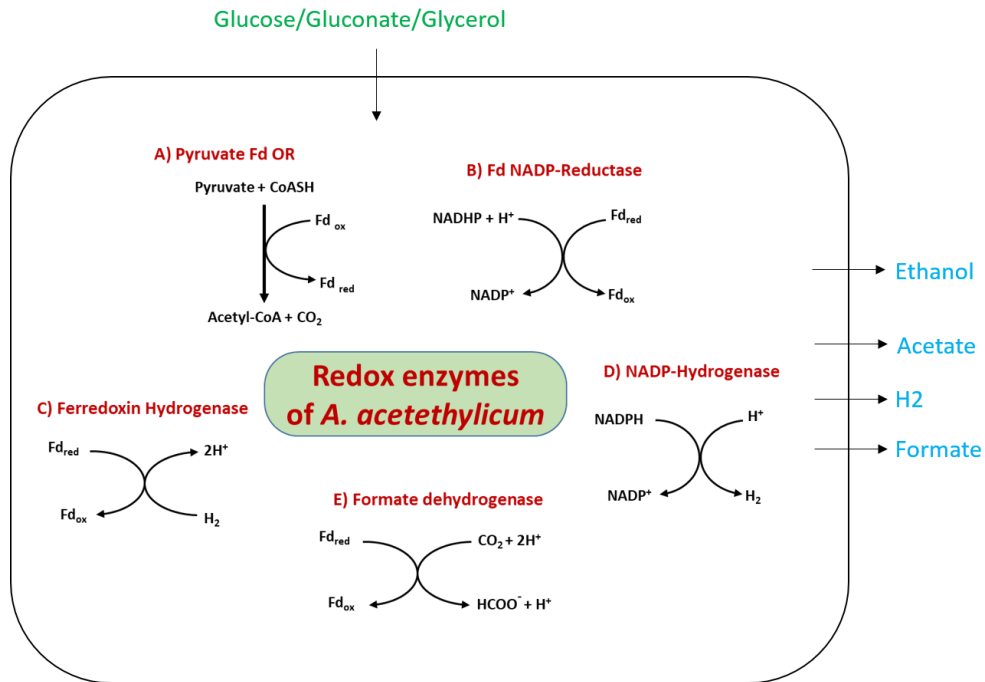 Glucose/Gluconate/Glycerol
A) Pyruvate Fd OR
Pyruvate + CoASH
Fd ox
Fd red
Acetyl-CoA + CO2
B) Fd NADP-Reductase
NADHP + H+
Fdred
NADP+
Fdox
Ethanol
Acetate
H2
Formate
Redox enzymes
of A. acetethylicum
C) Ferredoxin Hydrogenase
Fdred
2H+
Fdox
H2
D) NADP-Hydrogenase
NADPH
H+
NADP+
H2
E) Formate dehydrogenase
Fdred
CO2 + 2H+
Fdox
HCOO- + H+